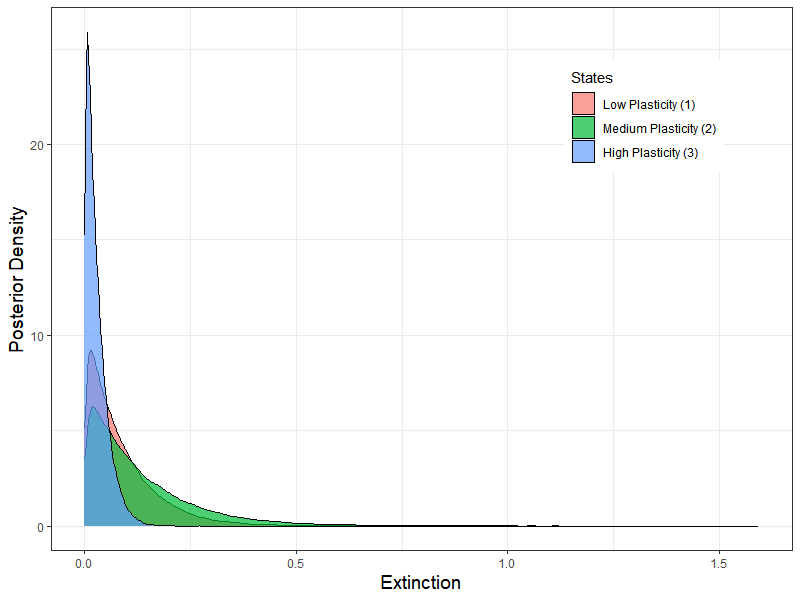 States
Low Plasticity (1)
Medium Plasticity (2)
High Plasticity (3)
Posterior Density
20
10
0
0.0
0.5
1.0
1.5
Extinction